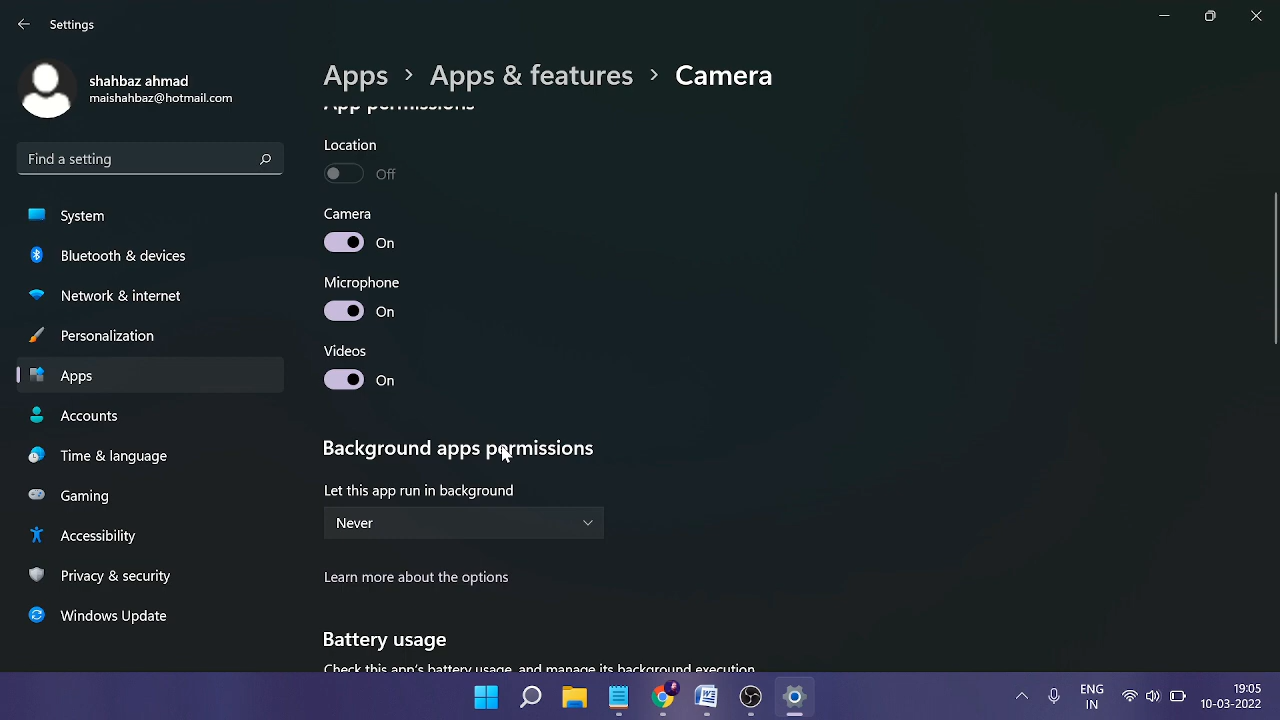 Settings
shahbaz ahmad
maishahbaz@hotmail.com
Find a setting
System
Bluetooth & devices
Network & internet
Personalization
Apps
Accounts
Time & language
Gaming
Accessibility
Privacy & security
Windows Update
Apps > Apps & features > Camera
App permissions
Location
Off
Camera
On
Microphone
On
Videos
On
Background apps permissions
Let this app run in background
Never
Learn more about the options
Battery usage
Check this app's battery usage, and manage its background execution
ENG
IN
19:05
10-03-2022